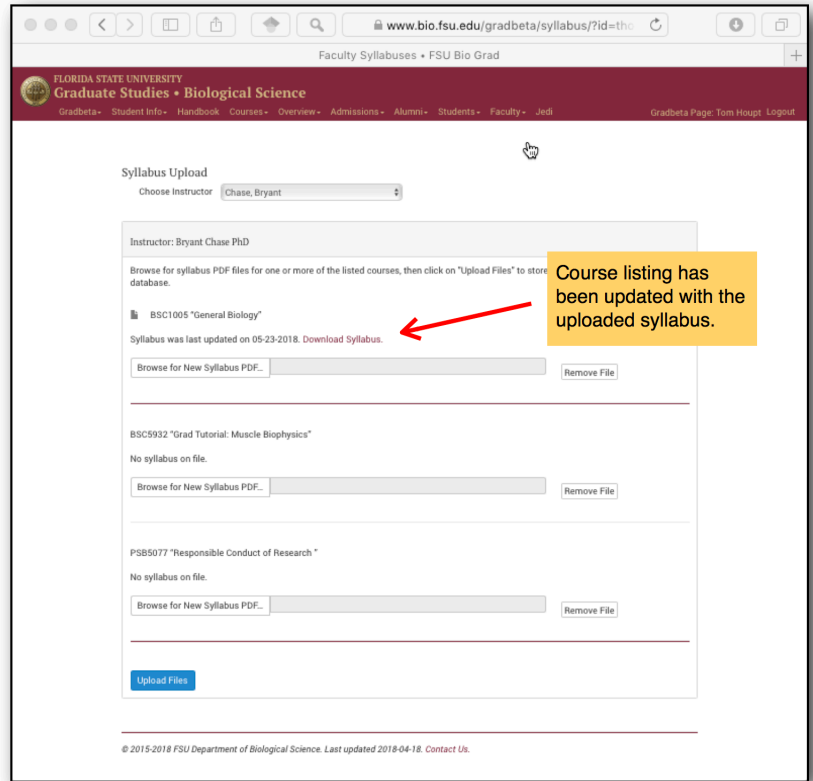 www.bio.fsu.edu/gradbeta/syllabus/?id=tho
Faculty Syllabuses • FSU Bio Grad
FLORIDA STATE UNIVERSITY
Graduate Studies • Biological Science
Gradbeta Student Info Handbook Courses Overview Admissions Alumni Students Faculty Jedi Gradbeta Page: Tom Houpt Logout
Syllabus Upload
Choose Instructor Chase, Bryant
Instructor: Bryant Chase PhD
Browse for syllabus PDF files for one or more of the listed courses, then click on "Upload Files" to store
database.
Course listing has
been updated with the
uploaded syllabus.
BSC1005 "General Biology"
Syllabus was last updated on 05-23-2018. Download Syllabus.
Browse for New Syllabus PDF... Remove File
BSC5932 "Grad Tutorial: Muscle Biophysics"
No syllabus on file.
Browse for New Syllabus PDF... Remove File
PSB5077 "Responsible Conduct of Research "
No syllabus on file.
Browse for New Syllabus PDF... Remove File
Upload Files
© 2015-2018 FSU Department of Biological Science. Last updated 2018-04-18. Contact Us.